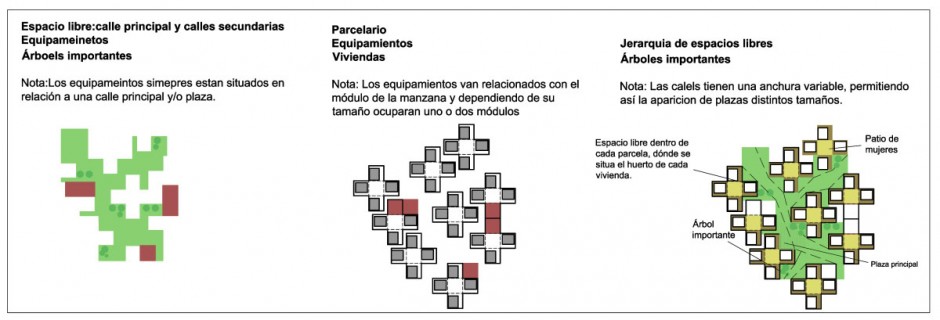 Espacio libre:calle principal y calles secundarias
Equipameinetos
Árboels importantes
Nota:Los equipameintos simepres estan situados en
relación a una calle principal y/o plaza.
Parcelario
Equipamientos
Viviendas
Nota: Los equipamientos van relacionados con el
módulo de la manzana y dependiendo de su
tamaño ocuparan uno o dos módulos
Jerarquia de espacios libres
Árboles importantes
Nota: Las calels tienen una anchura variable, permitiendo
así la aparicion de plazas distintos tamaños.
Espacio libre dentro de
cada parcela, dónde se
situa el huerto de cada
vivienda.
Patio de
mujeres
Árbol
importante
Plaza principal